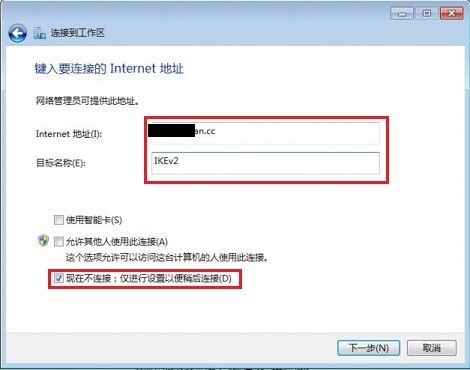 连接到工作区
键入要连接的 Internet 地址
网络管理员可提供此地址。
Internet 地址(I):
an.cc
目标名称(E):
IKEv2
使用智能卡(S)
允许其他人使用此连接(A)
这个选项允许可以访问这台计算机的人使用此连接。
现在不连接；仅进行设置以便稍后连接(D)
下一步(N)
取消